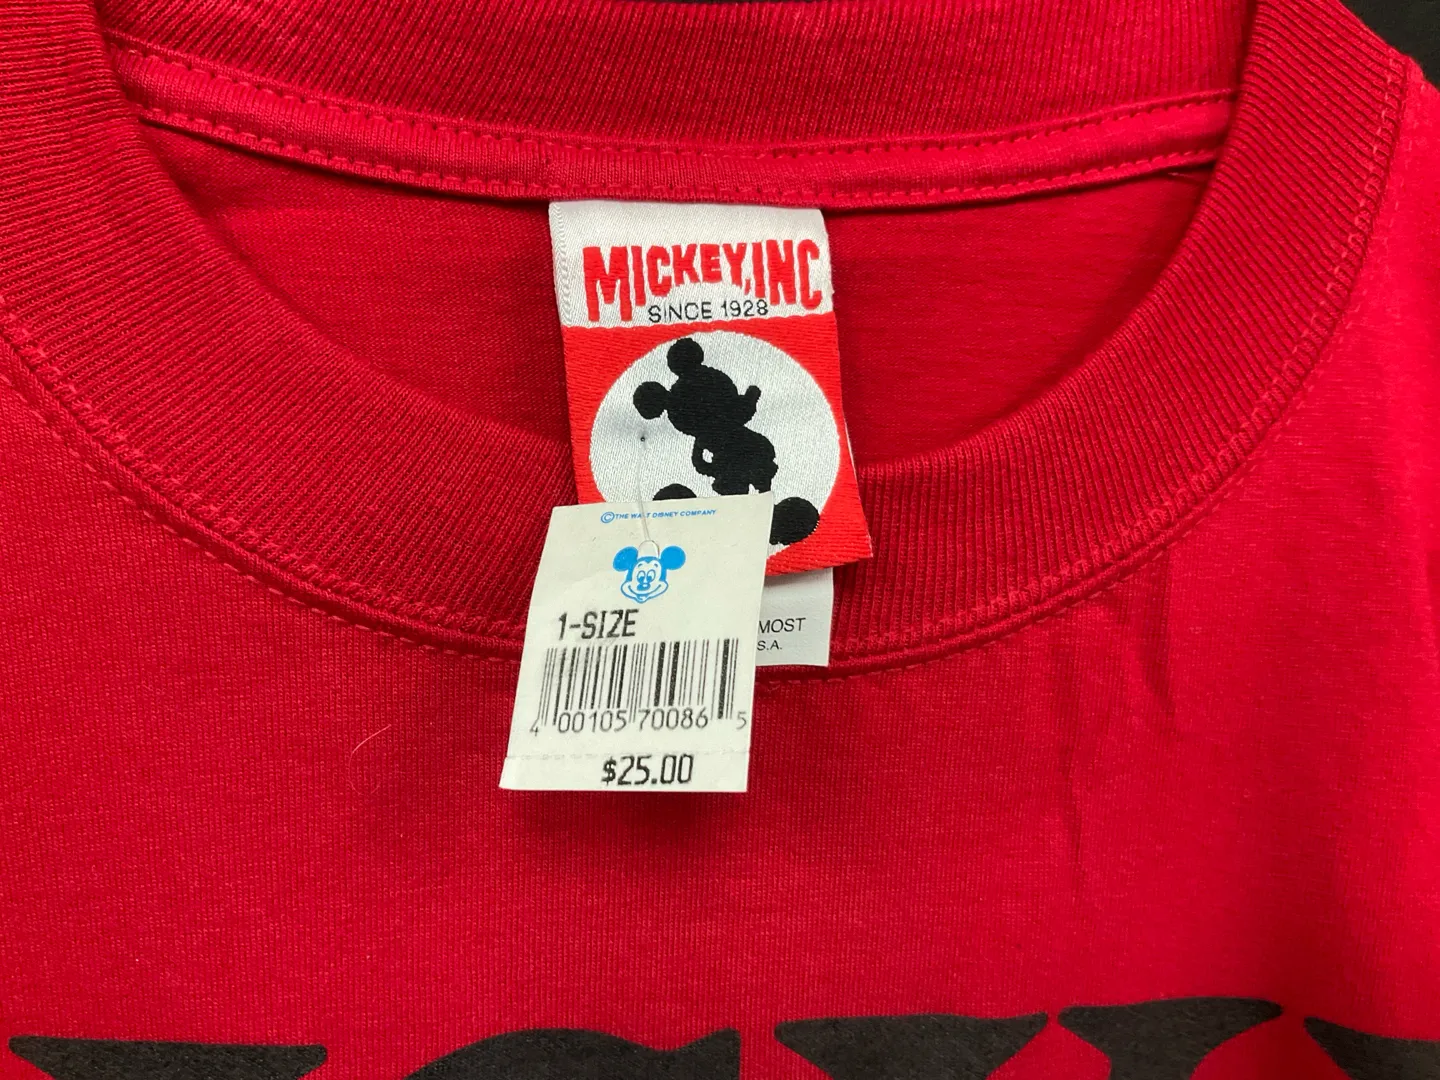 MICKEY, INC
SINCE 1928
©THE WALT DISNEY COMPANY
1-SIZE
MOST
S.A.
4 00105 70086 5
$25.00